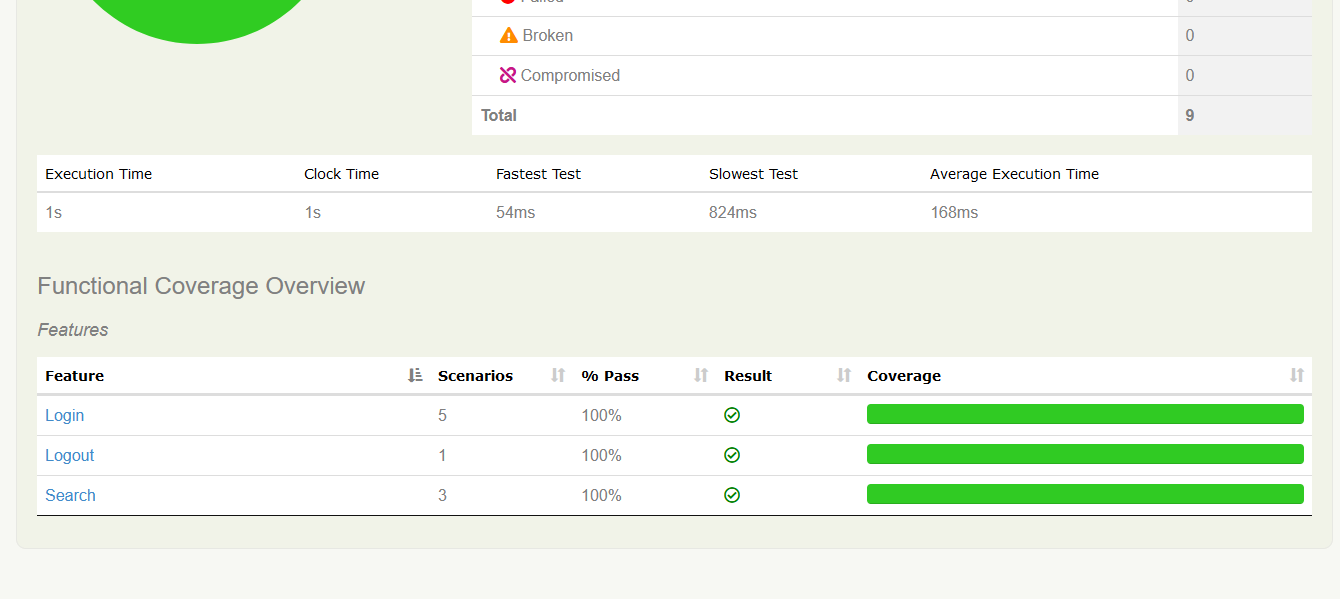 Failed 0
Broken 0
Compromised 0
Total 9
Execution Time Clock Time Fastest Test Slowest Test Average Execution Time
1s 1s 54ms 824ms 168ms
Functional Coverage Overview
Features
Feature Scenarios % Pass Result Coverage
Login 5 100%
Logout 1 100%
Search 3 100%